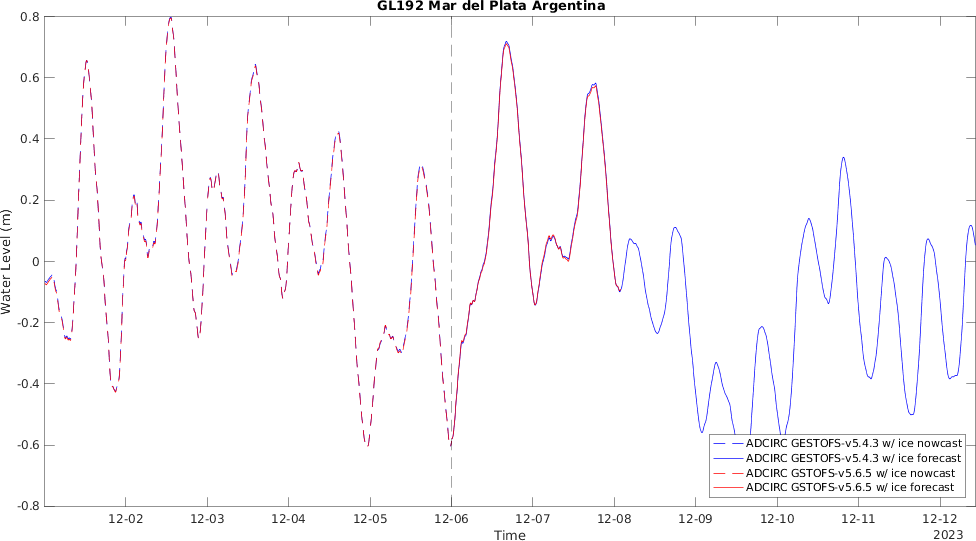 GL192 Mar del Plata Argentina
0.8
0.6
0.4
0.2
0
-0.2
-0.4
-0.6
-0.8
Water Level (m)
ADCIRC GESTOFS-v5.4.3 w/ ice nowcast
ADCIRC GESTOFS-v5.4.3 w/ ice forecast
ADCIRC GSTOFS-v5.6.5 w/ ice nowcast
ADCIRC GSTOFS-v5.6.5 w/ ice forecast
12-02 12-03 12-04 12-05 12-06 12-07 12-08 12-09 12-10 12-11 12-12
Time
2023